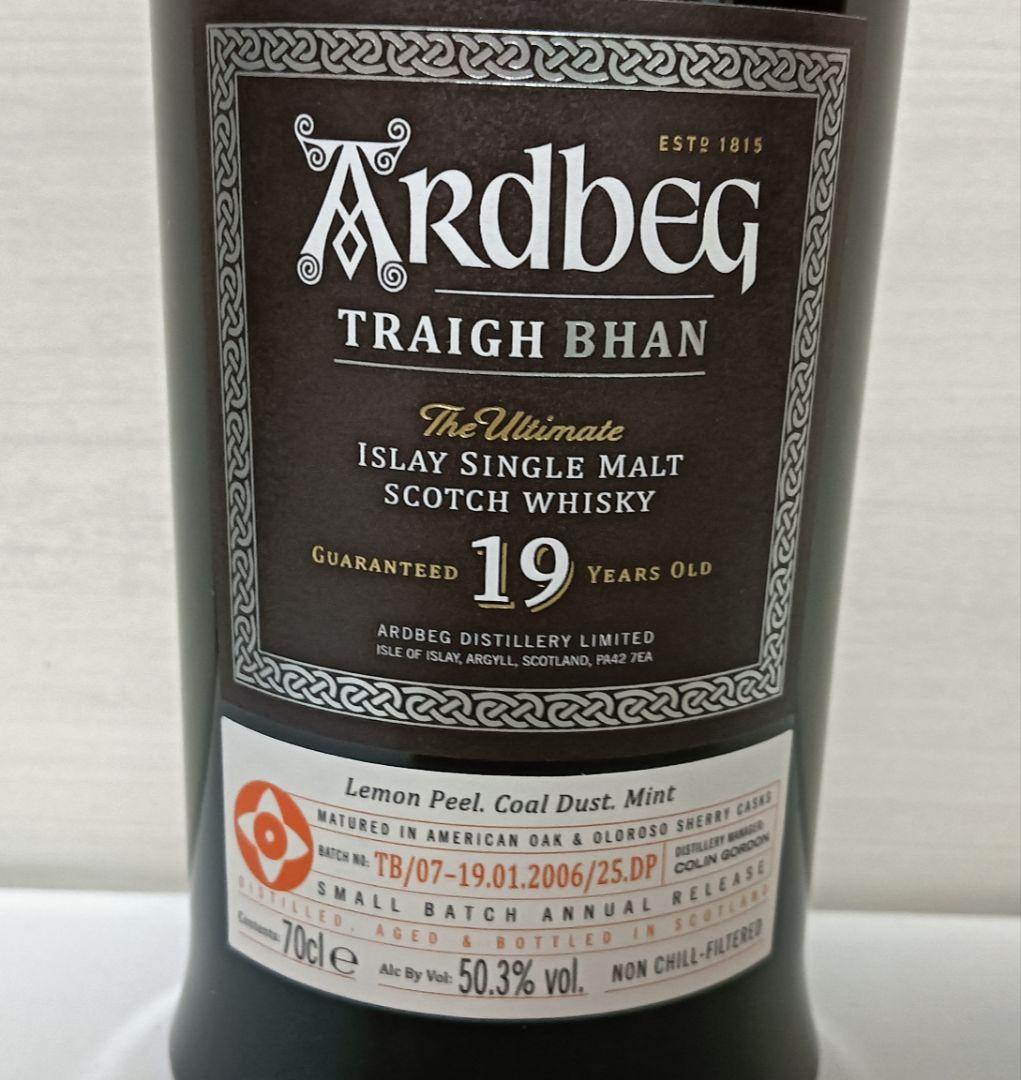 ESTD 1815
ARDBEG
TRAIGH BHAN
The Ultimate
ISLAY SINGLE MALT
SCOTCH WHISKY
GUARANTEED 19 YEARS OLD
ARDBEG DISTILLERY LIMITED
ISLE OF ISLAY, ARGYLL, SCOTLAND, PA42 7EA
Lemon Peel. Coal Dust. Mint
MATURED IN AMERICAN OAK & OLOROSO SHERRY CASKS
BATCH NO: TB/07-19.01.2006/25.DP
DISTILLERY MANAGER:
COLIN GORDON
SMALL BATCH ANNUAL RELEASE
DISTILLED, AGED & BOTTLED IN SCOTLAND
Contents: 70cl e
Alc By Vol: 50.3% vol.
NON CHILL-FILTERED